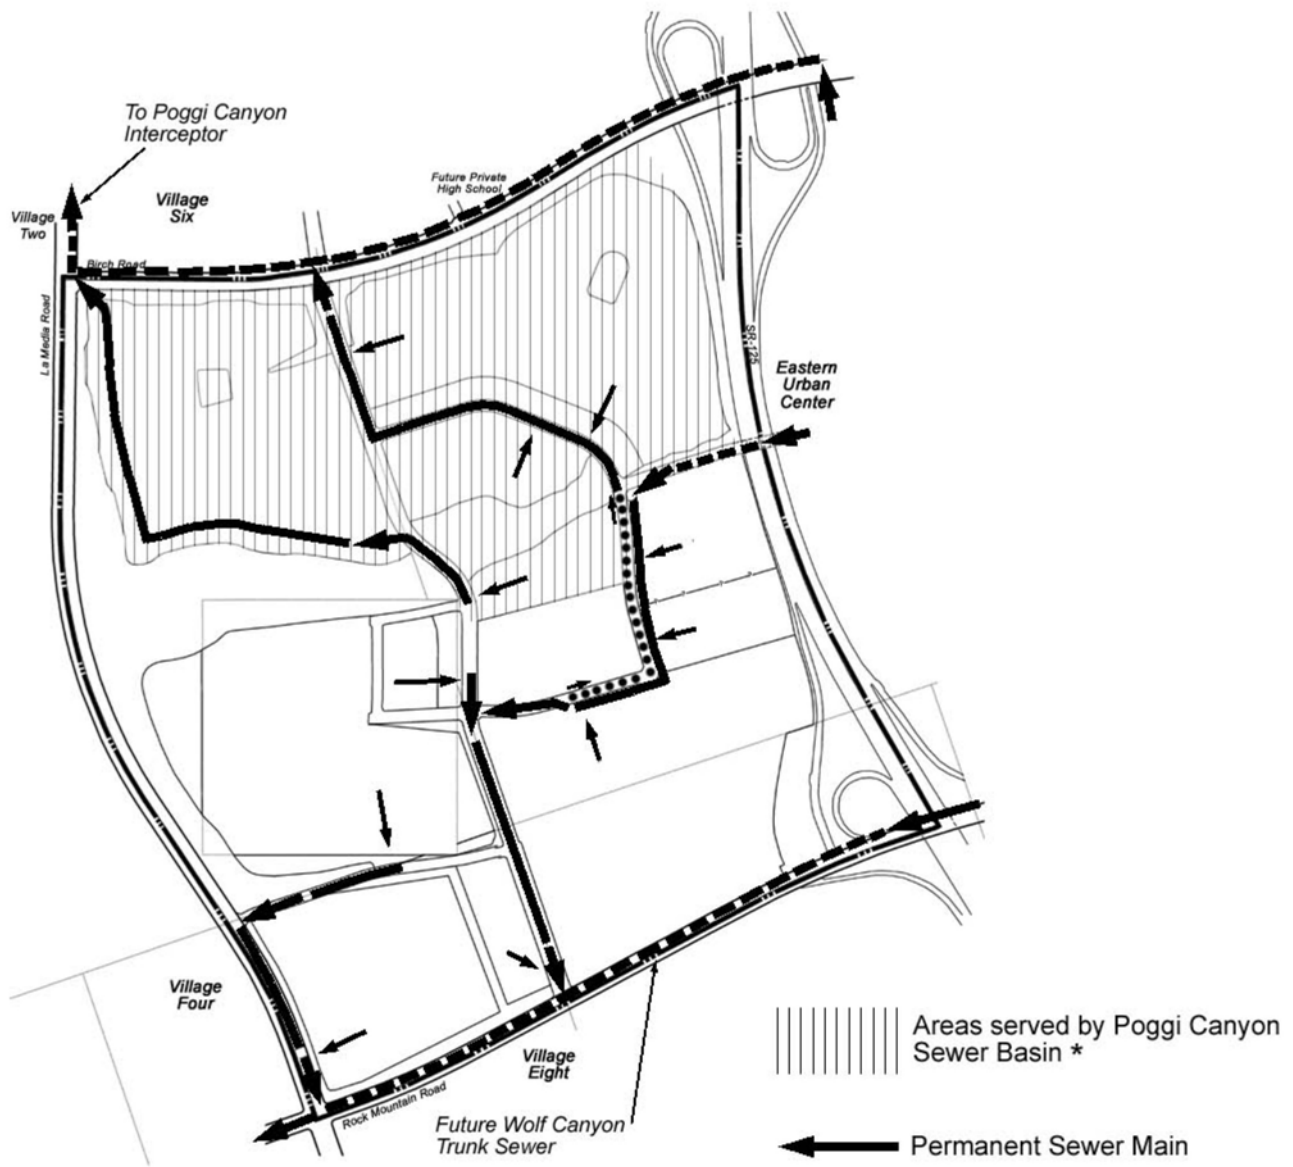 To Poggi Canyon
Interceptor
Village
Six
Future Private
High School
Village
Two
Birch Road
La Media Road
SR-125
Eastern
Urban
Center
Village
Four
Village
Eight
Rock Mountain Road
Future Wolf Canyon
Trunk Sewer
Areas served by Poggi Canyon
Sewer Basin *
Permanent Sewer Main